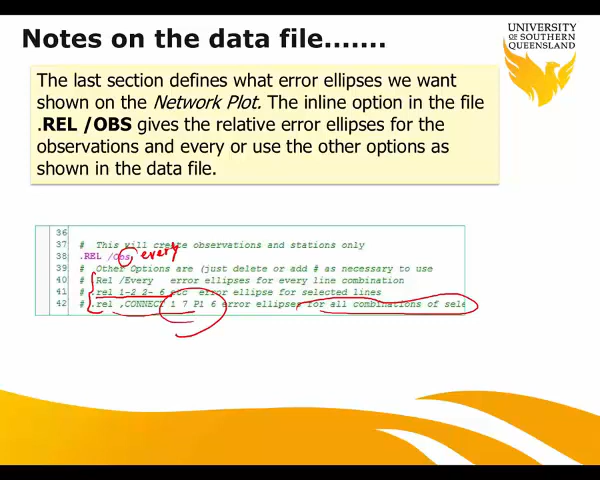 Notes on the data file.......
UNIVERSITY
OF SOUTHERN
QUEENSLAND
The last section defines what error ellipses we want
shown on the Network Plot. The inline option in the file
.REL /OBS gives the relative error ellipses for the
observations and every or use the other options as
shown in the data file.
36
37 # This will create observations and stations only
38 .REL /Obs every
39 # Other Options are (just delete or add # as necessary to use
40 # Rel /Every error ellipses for every line combination
41 # rel 1-2 2- 6 error ellipse for selected lines
42 # .rel ,CONNECT 1 7 P1 6 error ellipses for all combinations of sele